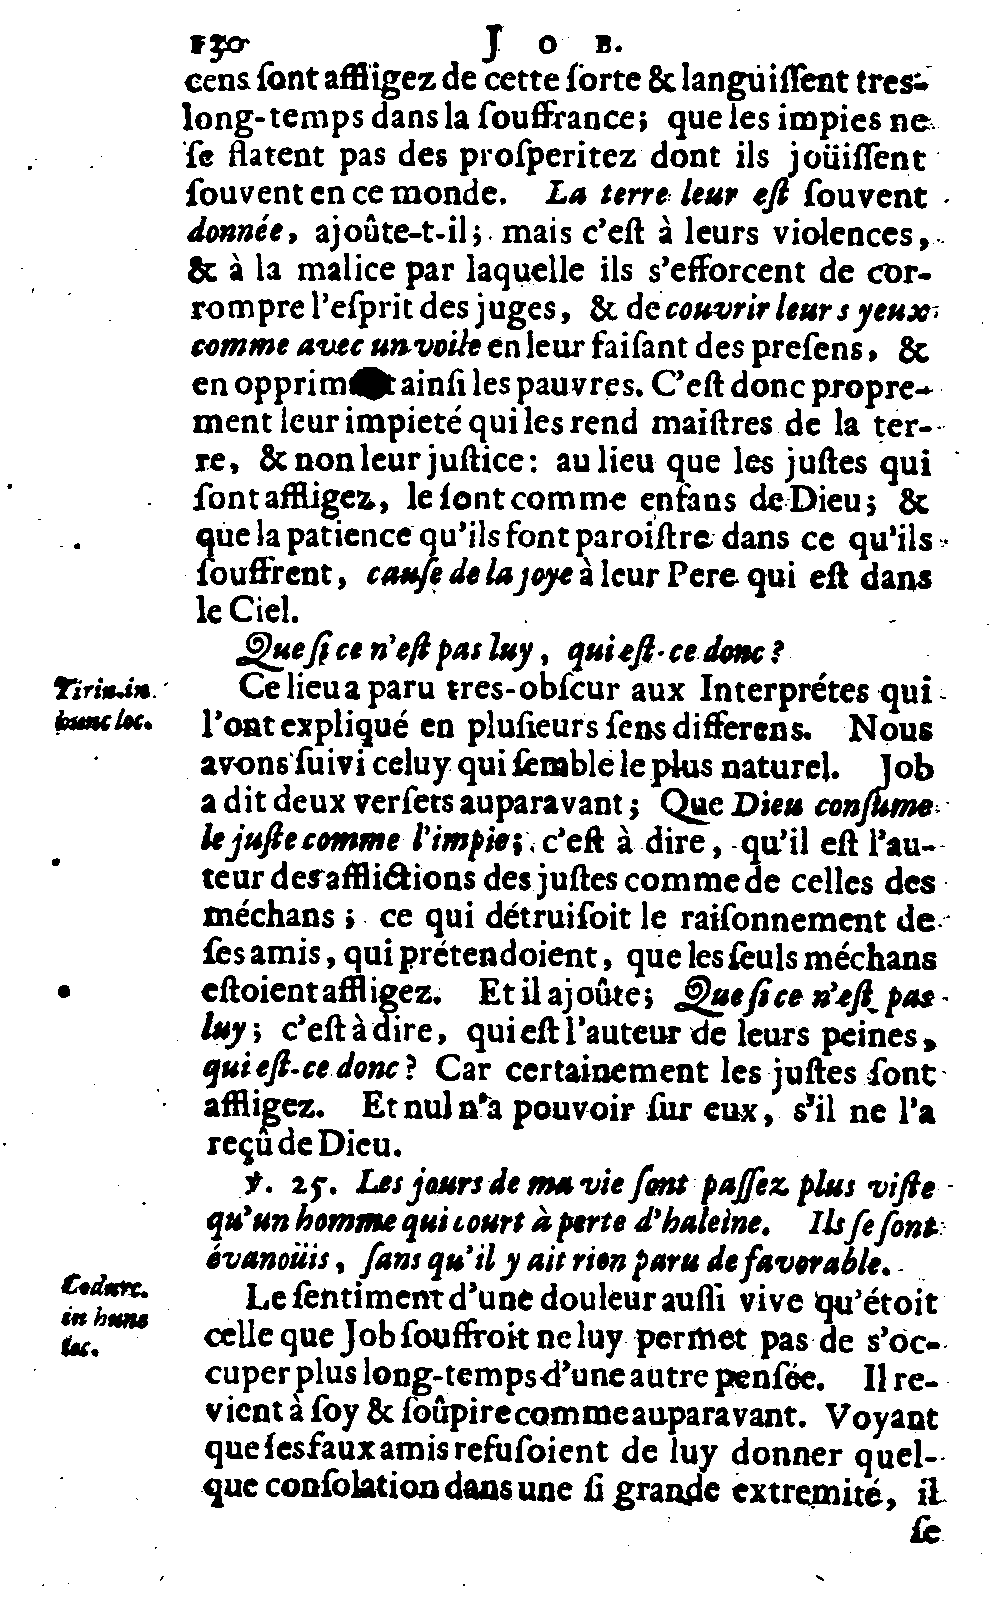 130 JOB.
cens ſont affligez de cette ſorte & languiſſent tres-
long-temps dans la ſouffrance; que les impies ne
ſe flatent pas des proſperitez dont ils joüiſſent
ſouvent en ce monde. La terre leur eſt ſouvent
donnée, ajoûte-t-il; mais c'eſt à leurs violences,
& à la malice par laquelle ils s'efforcent de cor-
rompre l'eſprit des juges, & de couvrir leurs yeux
comme avec un voile en leur faiſant des preſens, &
en opprim t ainſi les pauvres. C'eſt donc propre-
ment leur impieté qui les rend maiſtres de la ter-
re, & non leur juſtice: au lieu que les juſtes qui
ſont affligez, le ſont comme enfans de Dieu; &
que la patience qu'ils font paroiſtre dans ce qu'ils
ſouffrent, cauſe de la joye à leur Pere qui eſt dans
le Ciel.
Que ſi ce n'eſt pas luy, qui eſt-ce donc?
Tirin. in
hunc loc.
Ce lieu a paru tres-obſcur aux Interprétes qui
l'ont expliqué en pluſieurs ſens differens. Nous
avons ſuivi celuy qui ſemble le plus naturel. Job
a dit deux verſets auparavant; Que Dieu conſume
le juſte comme l'impie; c'eſt à dire, qu'il eſt l'au-
teur des afflictions des juſtes comme de celles des
méchans; ce qui détruiſoit le raiſonnement de
ſes amis, qui prétendoient, que les ſeuls méchans
eſtoient affligez. Et il ajoûte; Que ſi ce n'eſt pas
luy; c'eſt à dire, qui eſt l'auteur de leurs peines,
qui eſt-ce donc? Car certainement les juſtes ſont
affligez. Et nul n'a pouvoir ſur eux, s'il ne l'a
reçû de Dieu.
℣. 25. Les jours de ma vie ſont paſſez plus viſte
qu'un homme qui court à perte d'haleine. Ils ſe ſont
évanoüis, ſans qu'il y ait rien paru de favorable.
Codurc.
in hunc
loc.
Le ſentiment d'une douleur auſſi vive qu'étoit
celle que Job ſouffroit ne luy permet pas de s'oc-
cuper plus long-temps d'une autre penſée. Il re-
vient à ſoy & ſoûpire comme auparavant. Voyant
que ſes faux amis refuſoient de luy donner quel-
que conſolation dans une ſi grande extremité, il
ſe